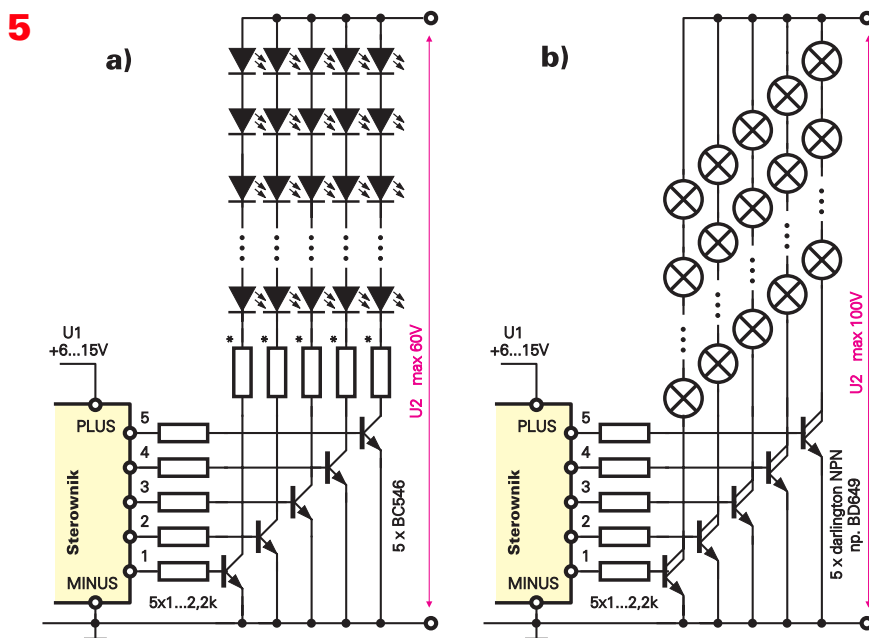 5
a)
b)
U1
+6...15V
PLUS
5
4
3
2
1
Sterownik
MINUS
5x1...2,2k
* * * * *
5 x BC546
U2 max 60V
U1
+6...15V
PLUS
5
4
3
2
1
Sterownik
MINUS
5x1...2,2k
5 x darlington NPN
np. BD649
U2 max 100V